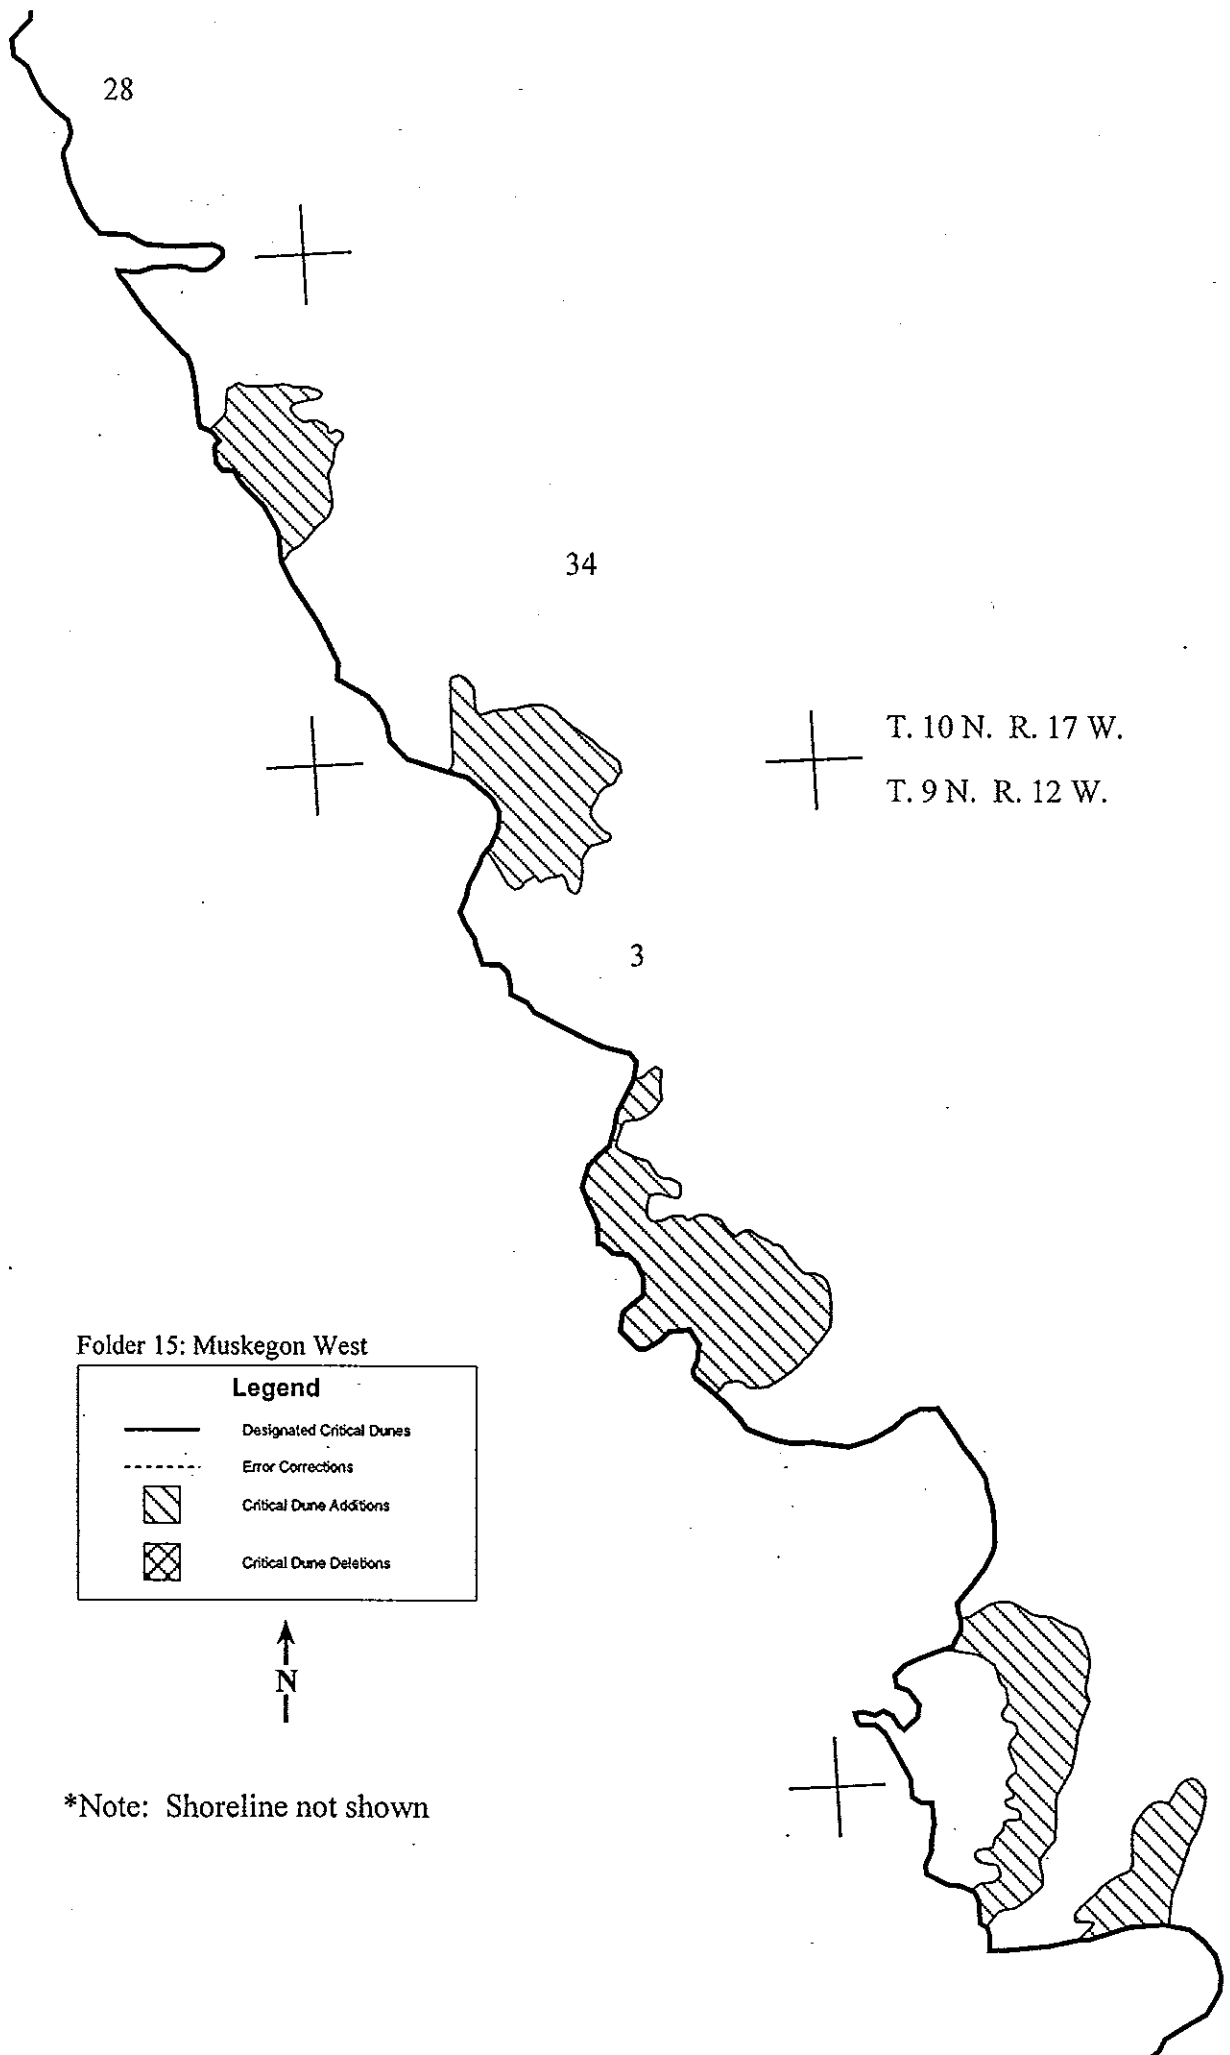 28
34
T. 10 N. R. 17 W.
T. 9 N. R. 12 W.
3
Folder 15: Muskegon West
Legend
Designated Critical Dunes
Error Corrections
Critical Dune Additions
Critical Dune Deletions
N
*Note: Shoreline not shown